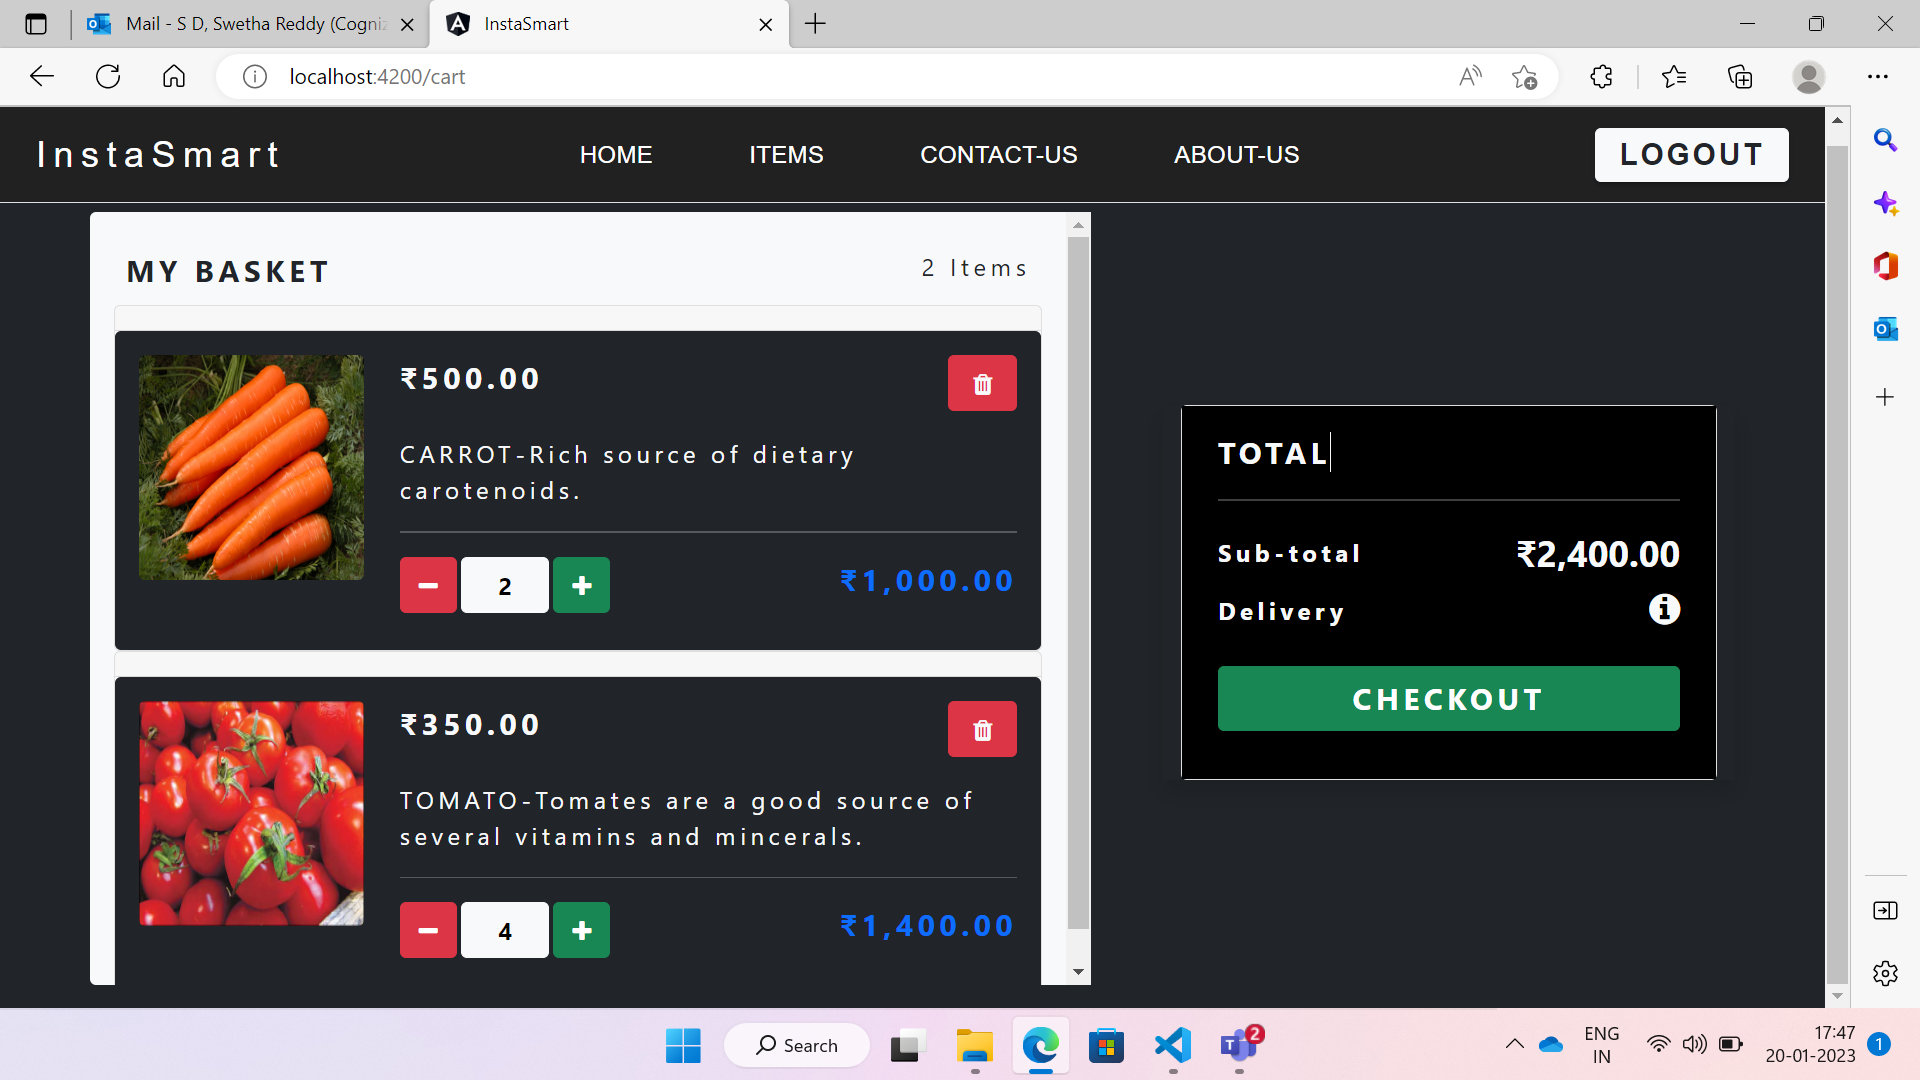 Mail - S D, Swetha Reddy (Cogniz
InstaSmart
localhost:4200/cart
InstaSmart
HOME
ITEMS
CONTACT-US
ABOUT-US
LOGOUT
MY BASKET
2 Items
₹500.00
CARROT-Rich source of dietary
carotenoids.
2
₹1,000.00
₹350.00
TOMATO-Tomates are a good source of
several vitamins and mincerals.
4
₹1,400.00
TOTAL
Sub-total
₹2,400.00
Delivery
CHECKOUT
Search
2
ENG
IN
17:47
20-01-2023
1